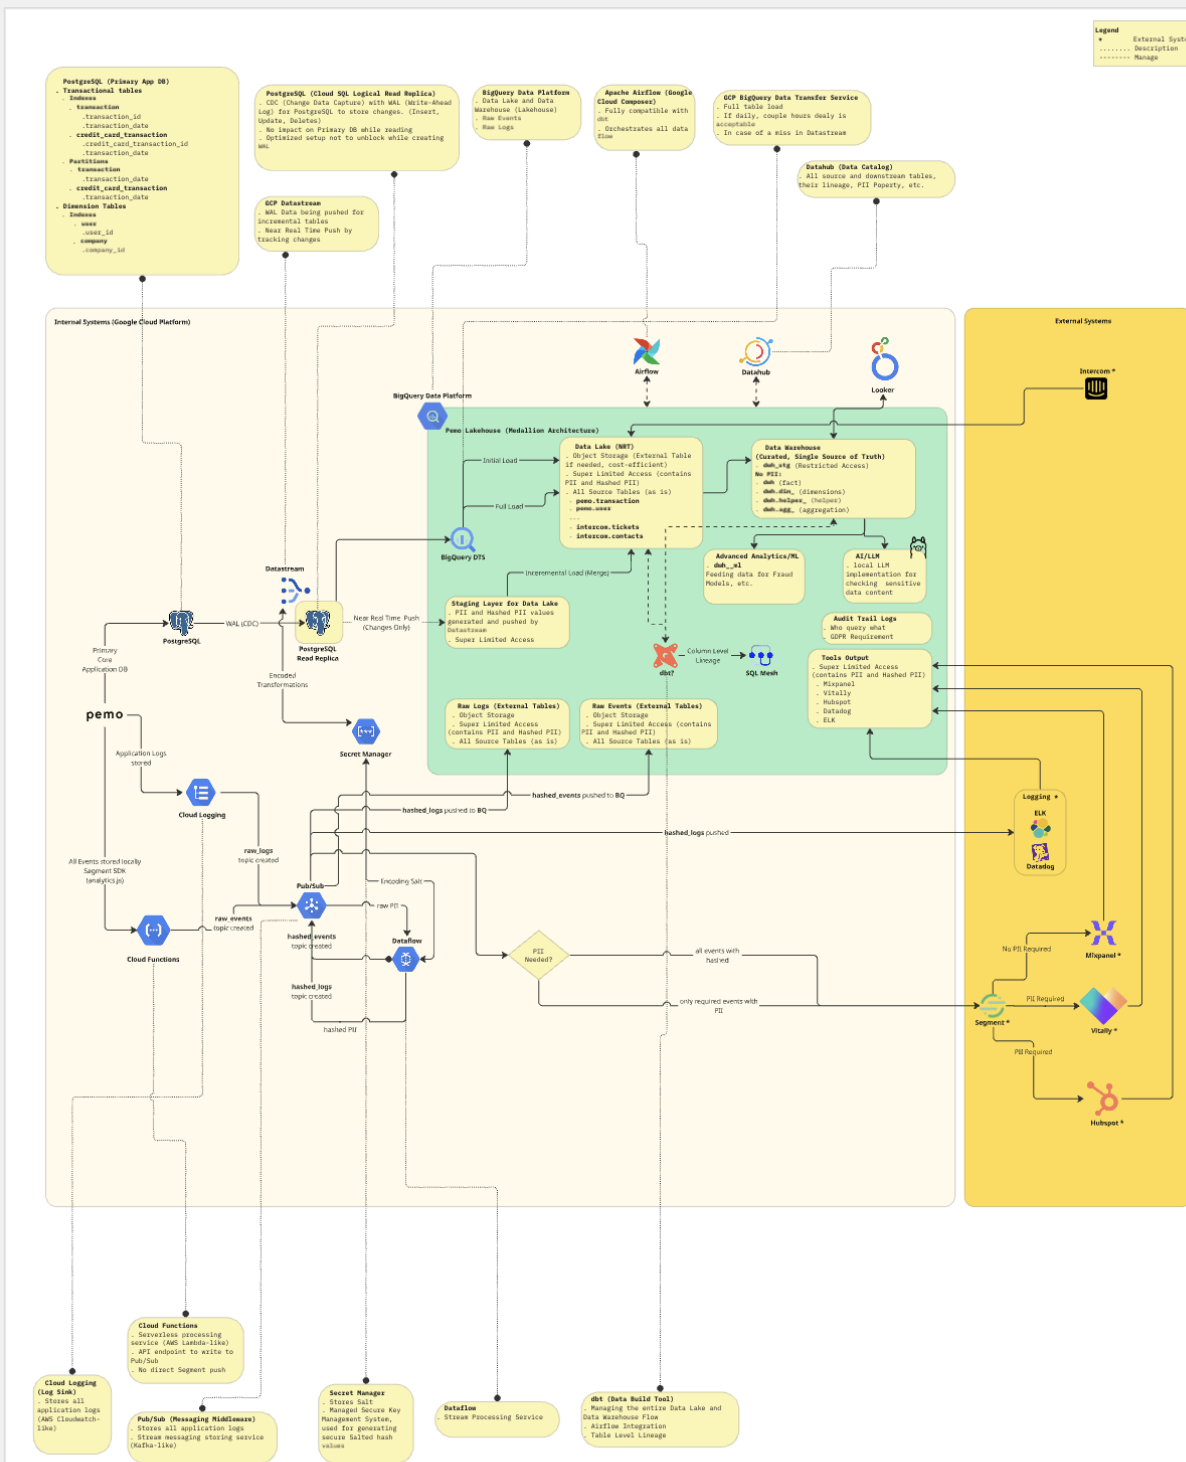 Legend
* External Syst
........ Description
-------- Manage
PostgreSQL (Primary App DB)
. Transactional tables
. Indexes
. transaction
.transaction_id
.transaction_date
. credit_card_transaction
.credit_card_transaction_id
.transaction_date
. Partitions
. transaction
.transaction_date
. credit_card_transaction
.transaction_date
. Dimension Tables
. Indexes
. user
.user_id
. company
.company_id
PostgreSQL (Cloud SQL Logical Read Replica)
. CDC (Change Data Capture) with WAL (Write-Ahead
Log) for PostgreSQL to store changes. (Insert,
Update, Deletes)
. No impact on Primary DB while reading
. Optimized setup not to unblock while creating
WAL
GCP Datastream
. WAL Data being pushed for
incremental tables
. Near Real Time Push by
tracking changes
BigQuery Data Platform
. Data Lake and Data
Warehouse (Lakehouse)
. Raw Events
. Raw Logs
Apache Airflow (Google
Cloud Composer)
. Fully compatible with
dbt
. Orchestrates all data
flow
GCP BigQuery Data Transfer Service
. Full table load
. If daily, couple hours dealy is
acceptable
. In case of a miss in Datastream
Datahub (Data Catalog)
. All source and downstream tables,
their lineage, PII Poperty, etc.
Internal Systems (Google Cloud Platform)
External Systems
Airflow
Datahub
Looker
Intercom *
BigQuery Data Platform
Pemo Lakehouse (Medallion Architecture)
Initial Load
Full Load
BigQuery DTS
Data Lake (NRT)
. Object Storage (External Table
if needed, cost-efficient)
. Super Limited Access (contains
PII and Hashed PII)
. All Source Tables (as is)
. pemo.transaction
. pemo.user
...
. intercom.tickets
. intercom.contacts
Data Warehouse
(Curated, Single Source of Truth)
. dwh_stg (Restricted Access)
No PII:
. dwh (fact)
. dwh.dim_ (dimensions)
. dwh.helper_ (helper)
. dwh.agg_ (aggregation)
Advanced Analytics/ML
. dwh__ml
Feeding data for Fraud
Models, etc.
AI/LLM
. local LLM
implementation for
checking sensitive
data content
Incremental Load (Merge)
Staging Layer for Data Lake
. PII and Hashed PII values
generated and pushed by
Datastream
. Super Limited Access
Audit Trail Logs
. Who query what
. GDPR Requirement
Datastream
PostgreSQL
WAL (CDC)
PostgreSQL
Read Replica
Near Real Time Push
(Changes Only)
Primary
Core
Application DB
Encoded
Transformations
dbt?
Column Level
Lineage
SQL Mesh
Tools Output
. Super Limited Access
(contains PII and Hashed PII)
. Mixpanel
. Vitally
. Hubspot
. Datadog
. ELK
pemo
Secret Manager
Raw Logs (External Tables)
. Object Storage
. Super Limited Access
(contains PII and Hashed PII)
. All Source Tables (as is)
Raw Events (External Tables)
. Object Storage
. Super Limited Access (contains
PII and Hashed PII)
. All Source Tables (as is)
Application Logs
stored
Cloud Logging
hashed_events pushed to BQ
hashed_logs pushed to BQ
hashed_logs pushed
Logging *
ELK
Datadog
raw_logs
topic created
All Events stored locally
Segment SDK
(analytics.js)
Pub/Sub
Encoding Salt
raw PII
raw_events
topic created
Cloud Functions
hashed_events
topic created
Dataflow
hashed_logs
topic created
hashed PII
PII
Needed?
all events with
hashed
only required events with
PII
Segment *
No PII Required
Mixpanel *
PII Required
Vitally *
PII Required
Hubspot *
Cloud Functions
. Serverless processing
service (AWS Lambda-like)
. API endpoint to write to
Pub/Sub
. No direct Segment push
Cloud Logging
(Log Sink)
. Stores all
application logs
(AWS Cloudwatch-
like)
Pub/Sub (Messaging Middleware)
. Stores all application logs
. Stream messaging storing service
(Kafka-like)
Secret Manager
. Stores Salt
. Managed Secure Key
Management System,
used for generating
secure Salted hash
values
Dataflow
. Stream Processing Service
dbt (Data Build Tool)
. Managing the entire Data Lake and
Data Warehouse Flow
. Airflow Integration
. Table Level Lineage